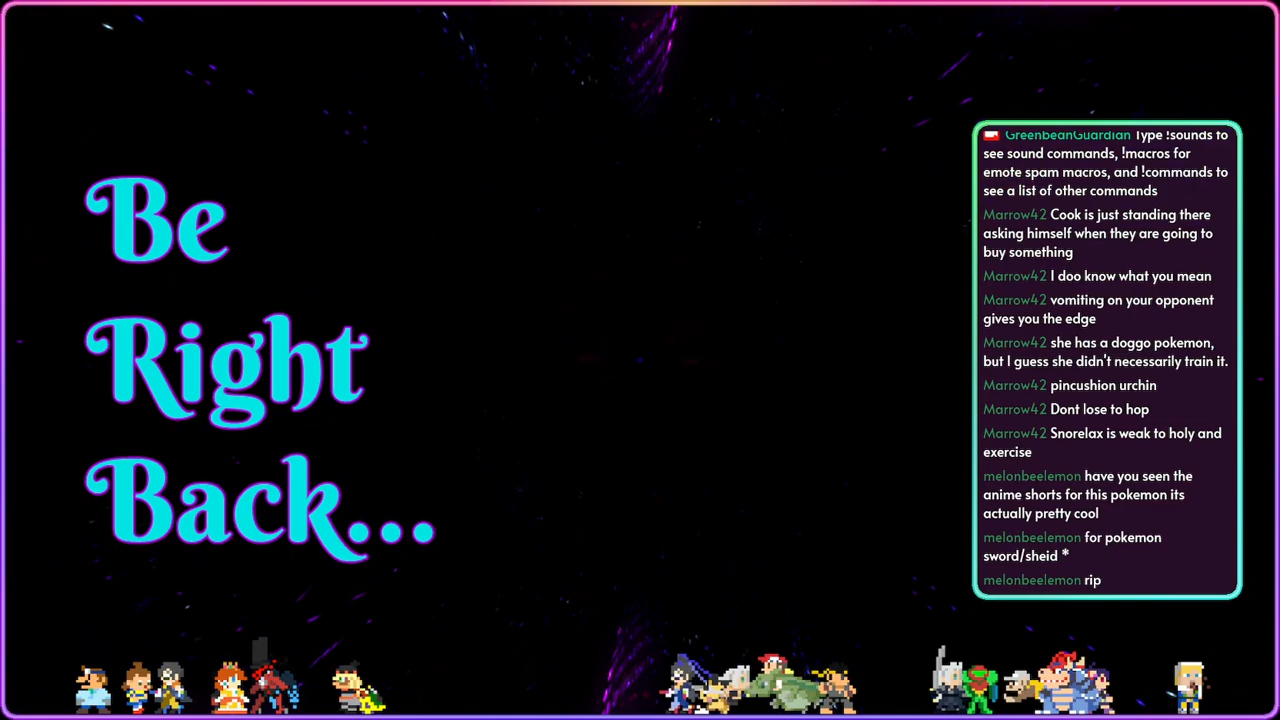 Be
Right
Back...
GreenbeanGuardian Type !sounds to
see sound commands, !macros for
emote spam macros, and !commands to
see a list of other commands
Marrow42 Cook is just standing there
asking himself when they are going to
buy something
Marrow42 I doo know what you mean
Marrow42 vomiting on your opponent
gives you the edge
Marrow42 she has a doggo pokemon,
but I guess she didn't necessarily train it.
Marrow42 pincushion urchin
Marrow42 Dont lose to hop
Marrow42 Snorelax is weak to holy and
exercise
melonbeelemon have you seen the
anime shorts for this pokemon its
actually pretty cool
melonbeelemon for pokemon
sword/sheid *
melonbeelemon rip